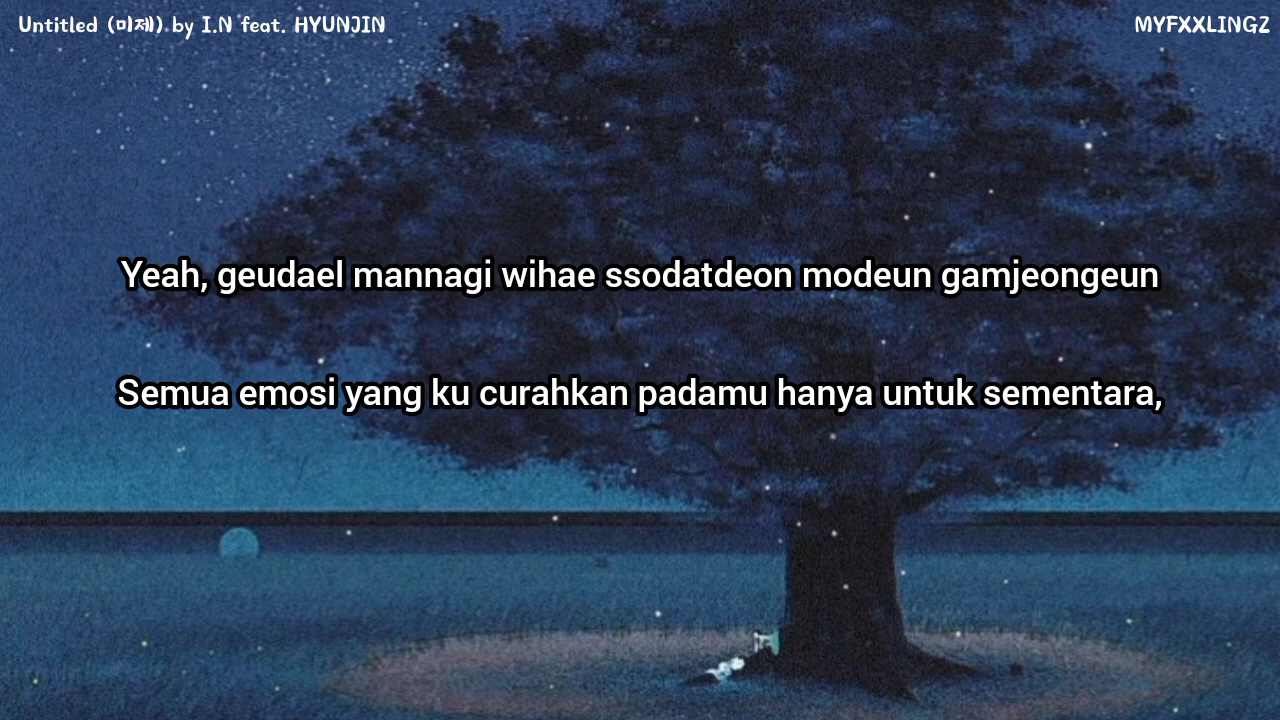 Untitled (미제) by I.N feat. HYUNJIN
MYFXXLINGZ
Yeah, geudael mannagi wihae ssodatdeon modeun gamjeongeun
Semua emosi yang ku curahkan padamu hanya untuk sementara,